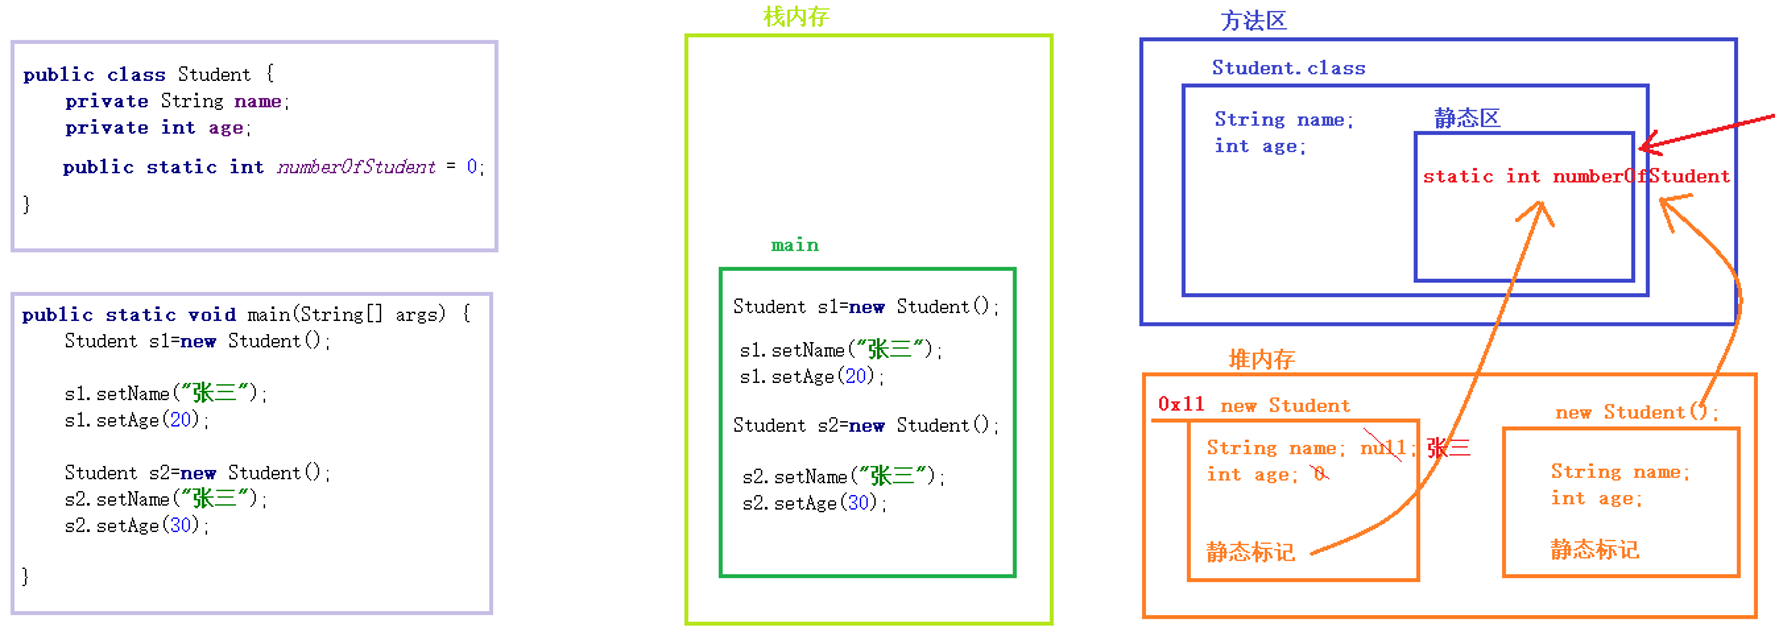 public class Student {
private String name;
private int age;
public static int numberOfStudent = 0;
}
public static void main(String[] args) {
Student s1=new Student();
s1.setName("张三");
s1.setAge(20);
Student s2=new Student();
s2.setName("张三");
s2.setAge(30);
}
栈内存
main
Student s1=new Student();
s1.setName("张三");
s1.setAge(20);
Student s2=new Student();
s2.setName("张三");
s2.setAge(30);
方法区
Student.class
String name;
int age;
静态区
static int numberOfStudent
堆内存
0x11 new Student
String name; null; 张三
int age; 0
静态标记
new Student();
String name;
int age;
静态标记